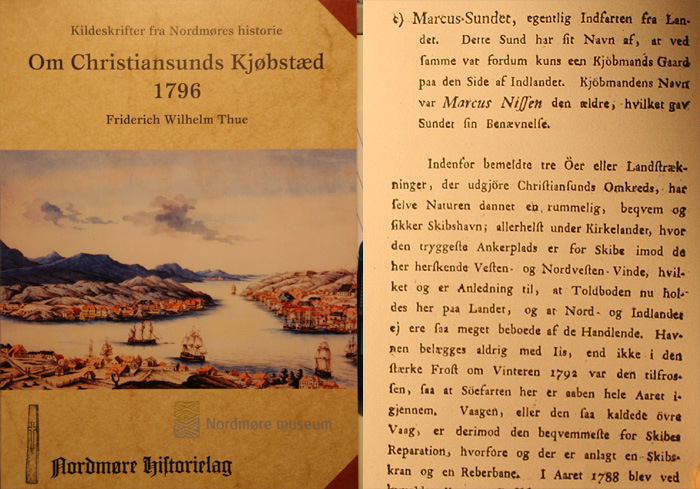 Kildeskrifter fra Nordmøres historie
Om Christiansunds Kjøbstæd
1796
Friderich Wilhelm Thue
Nordmøre museum
Nordmøre Historielag
c) Marcus-Sundet, egentlig Indfarten fra Lan-
det. Dette Sund har ſit Navn af, at ved
ſamme var fordum kuns een Kjöbmands Gaard
paa den Side af Indlandet. Kjöbmandens Navn
var Marcus Niſſen den ældre, hvilket gav
Sundet ſin Benævnelſe.
Indenfor bemeldte tre Öer eller Landſtræk-
ninger, der udgjöre Chriſtianſunds Omkreds, har
ſelve Naturen dannet en rummelig, beqvem og
ſikker Skibshavn; allerhelſt under Kirkelandet, hvor
den tryggeſte Ankerplads er for Skibe imod de
her herſkende Veſten- og Nordveſten-Vinde, hvil-
ket og er Anledning til, at Toldboden nu hol-
des her paa Landet, og at Nord- og Indlandet
ej ere ſaa meget beboede af de Handlende. Hav-
nen belægges aldrig med Iis, end ikke i den
ſtærke Froſt om Vinteren 1792 var den tilfroſ-
ſen, ſaa at Söefarten her er aaben hele Aaret i-
gjennem. Vaagen, eller den ſaa kaldede övre
Vaag, er derimod den beqvemmeſte for Skibes
Reparation, hvorfore og der er anlagt en Skibs-
kran og en Reberbane. I Aaret 1788 blev ved